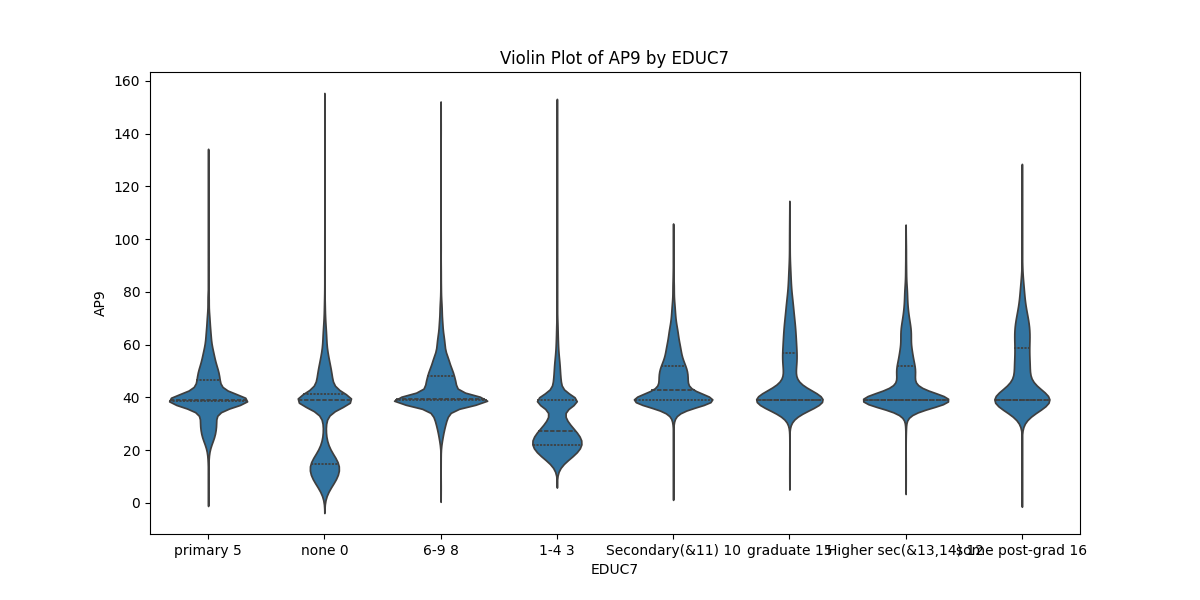 Violin Plot of AP9 by EDUC7
160
140
120
100
80
60
40
20
0
AP9
primary 5
none 0
6-9 8
1-4 3
Secondary(&11) 10
graduate 15
Higher sec(&13,14) 12
some post-grad 16
EDUC7